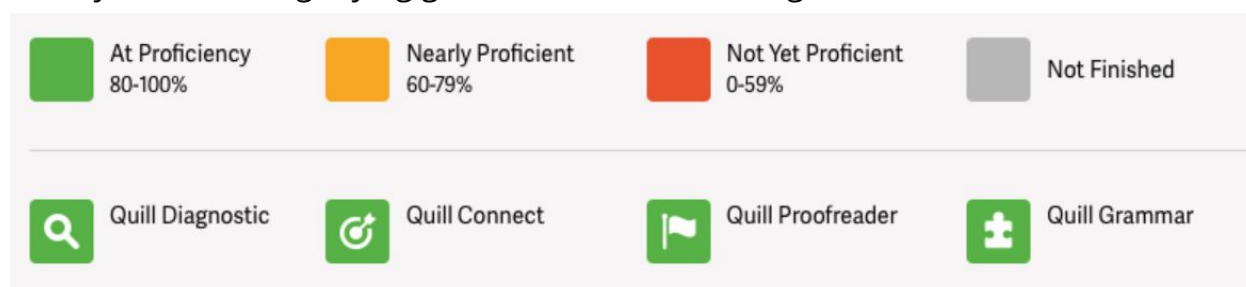 At Proficiency
80-100%
Nearly Proficient
60-79%
Not Yet Proficient
0-59%
Not Finished
Quill Diagnostic
Quill Connect
Quill Proofreader
Quill Grammar